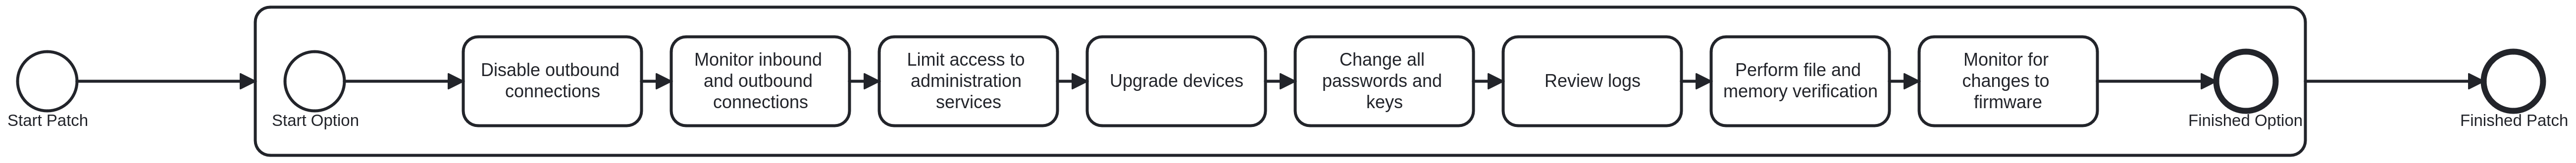 Start Patch
Start Option
Disable outbound
connections
Monitor inbound
and outbound
connections
Limit access to
administration
services
Upgrade devices
Change all
passwords and
keys
Review logs
Perform file and
memory verification
Monitor for
changes to
firmware
Finished Option
Finished Patch